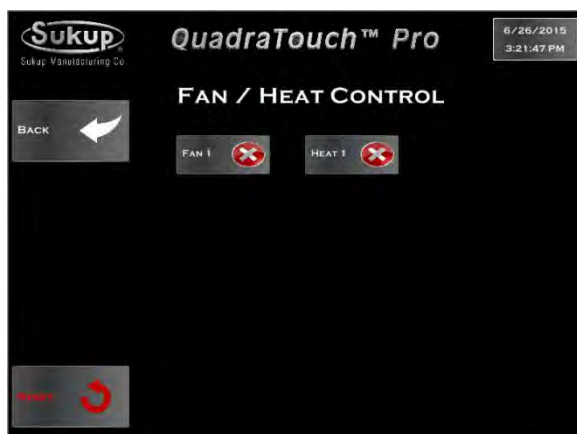 Sukup
Sukup Manufacturing Co.
QuadraTouch™ Pro
6/26/2015
3:21:47 PM
FAN / HEAT CONTROL
BACK
FAN 1
HEAT 1